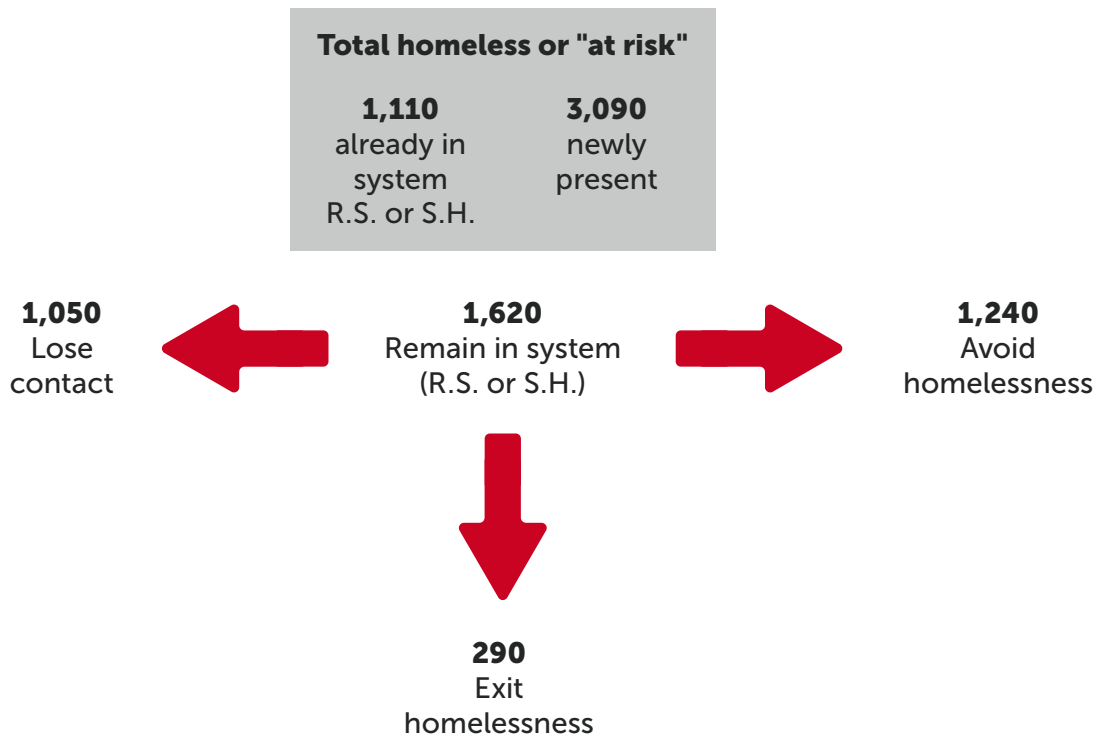 Total homeless or "at risk"
1,110
already in
system
R.S. or S.H.
3,090
newly
present
1,050
Lose
contact
1,620
Remain in system
(R.S. or S.H.)
1,240
Avoid
homelessness
290
Exit
homelessness